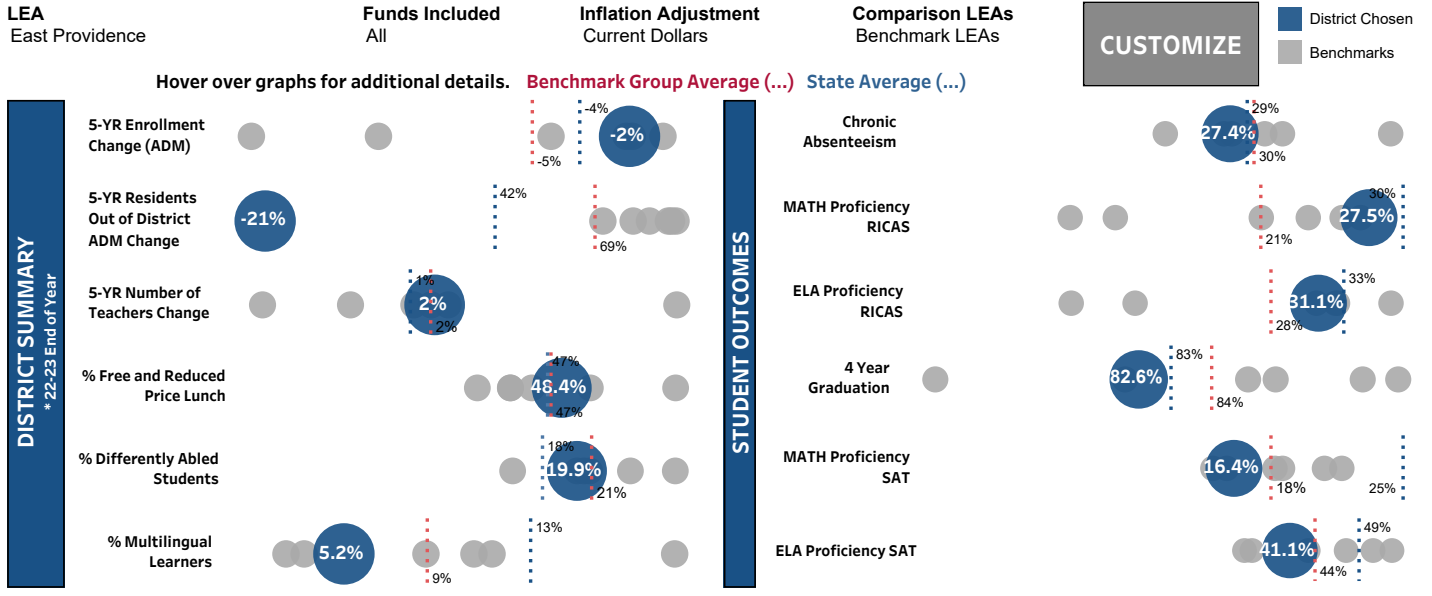 LEA
East Providence
Funds Included
All
Inflation Adjustment
Current Dollars
Comparison LEAs
Benchmark LEAs
CUSTOMIZE
District Chosen
Benchmarks
Hover over graphs for additional details.
Benchmark Group Average (...)
State Average (...)
DISTRICT SUMMARY
* 22-23 End of Year
5-YR Enrollment
Change (ADM)
-4%
-2%
-5%
5-YR Residents
Out of District
ADM Change
-21%
42%
69%
5-YR Number of
Teachers Change
1%
2%
2%
% Free and Reduced
Price Lunch
47%
48.4%
47%
% Differently Abled
Students
18%
19.9%
21%
% Multilingual
Learners
5.2%
13%
9%
STUDENT OUTCOMES
Chronic
Absenteeism
29%
27.4%
30%
MATH Proficiency
RICAS
30%
27.5%
21%
ELA Proficiency
RICAS
33%
31.1%
28%
4 Year
Graduation
83%
82.6%
84%
MATH Proficiency
SAT
16.4%
18%
25%
ELA Proficiency SAT
49%
41.1%
44%